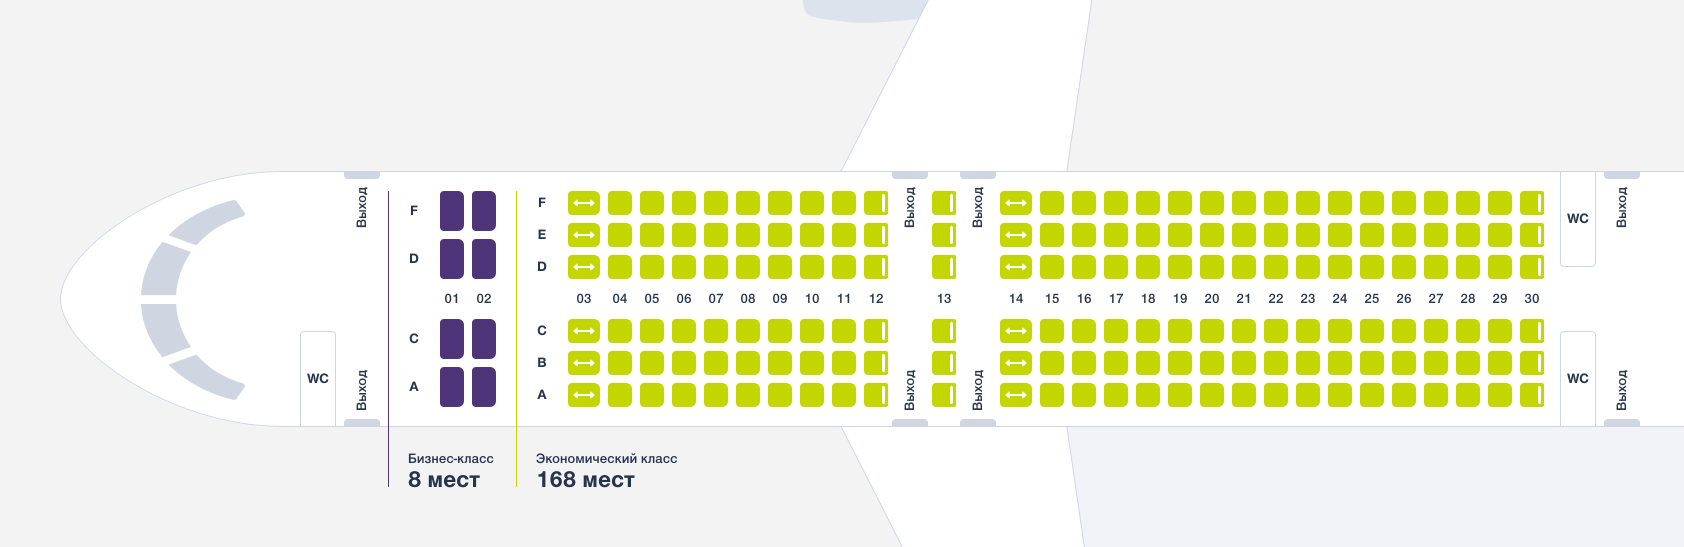 Выход
Выход
Выход
Выход
F
F
E
D
D
WC
01 02 03 04 05 06 07 08 09 10 11 12 13 14 15 16 17 18 19 20 21 22 23 24 25 26 27 28 29 30
C
C
B
A
A
WC
WC
Выход
Выход
Выход
Выход
Бизнес-класс
8 мест
Экономический класс
168 мест